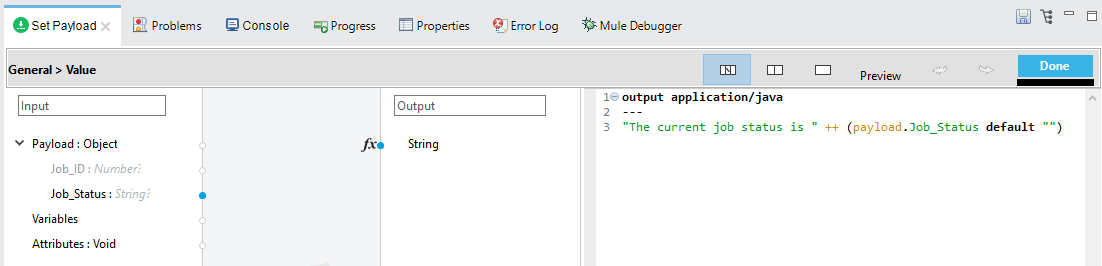 Set Payload
Problems
Console
Progress
Properties
Error Log
Mule Debugger
General > Value
N
Preview
Done
Input
Output
Payload : Object
Job_ID : Number?
Job_Status : String?
Variables
Attributes : Void
fx
String
1 output application/java
2 ---
3 "The current job status is " ++ (payload.Job_Status default "")